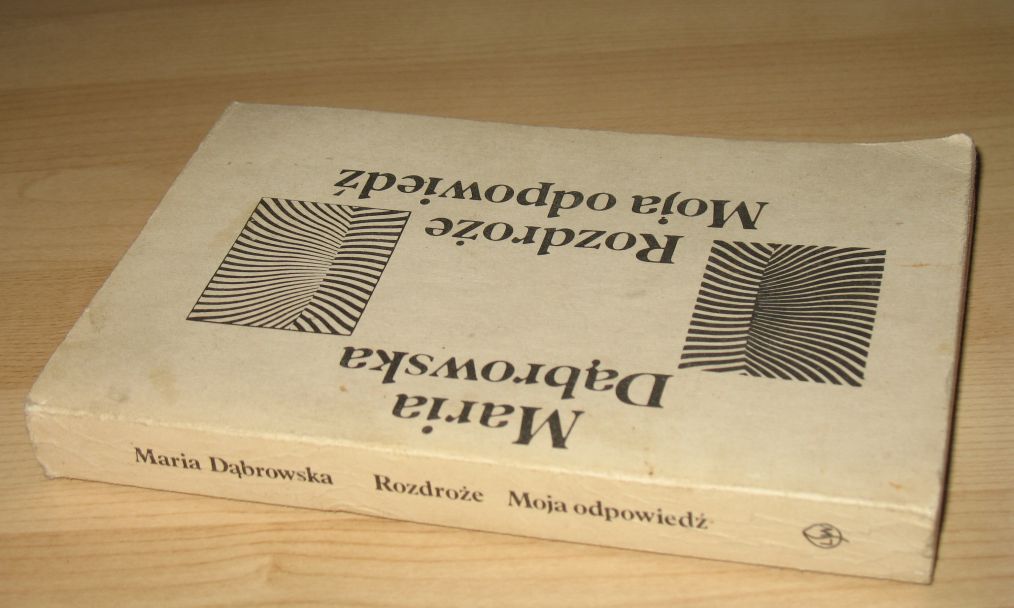 Maria
Dąbrowska
Rozdroże
Moja odpowiedź
Maria Dąbrowska Rozdroże Moja odpowiedź